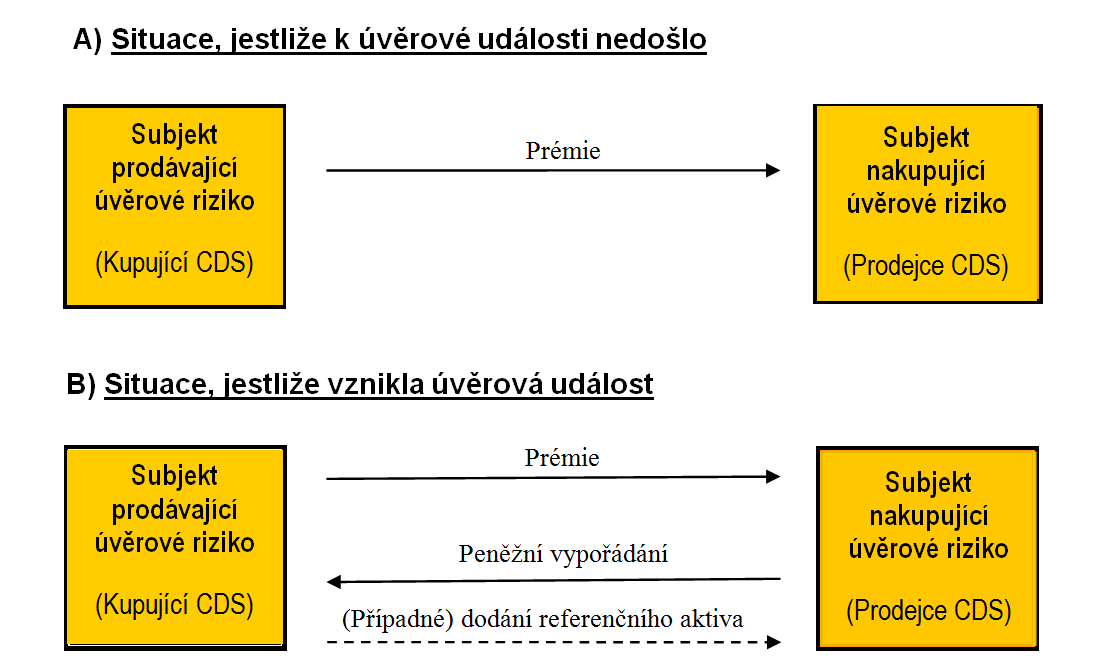 A) Situace, jestliže k úvěrové události nedošlo
Subjekt
prodávající
úvěrové riziko
(Kupující CDS)
Prémie
Subjekt
nakupující
úvěrové riziko
(Prodejce CDS)
B) Situace, jestliže vznikla úvěrová událost
Subjekt
prodávající
úvěrové riziko
(Kupující CDS)
Prémie
Peněžní vypořádání
(Případné) dodání referenčního aktiva
Subjekt
nakupující
úvěrové riziko
(Prodejce CDS)